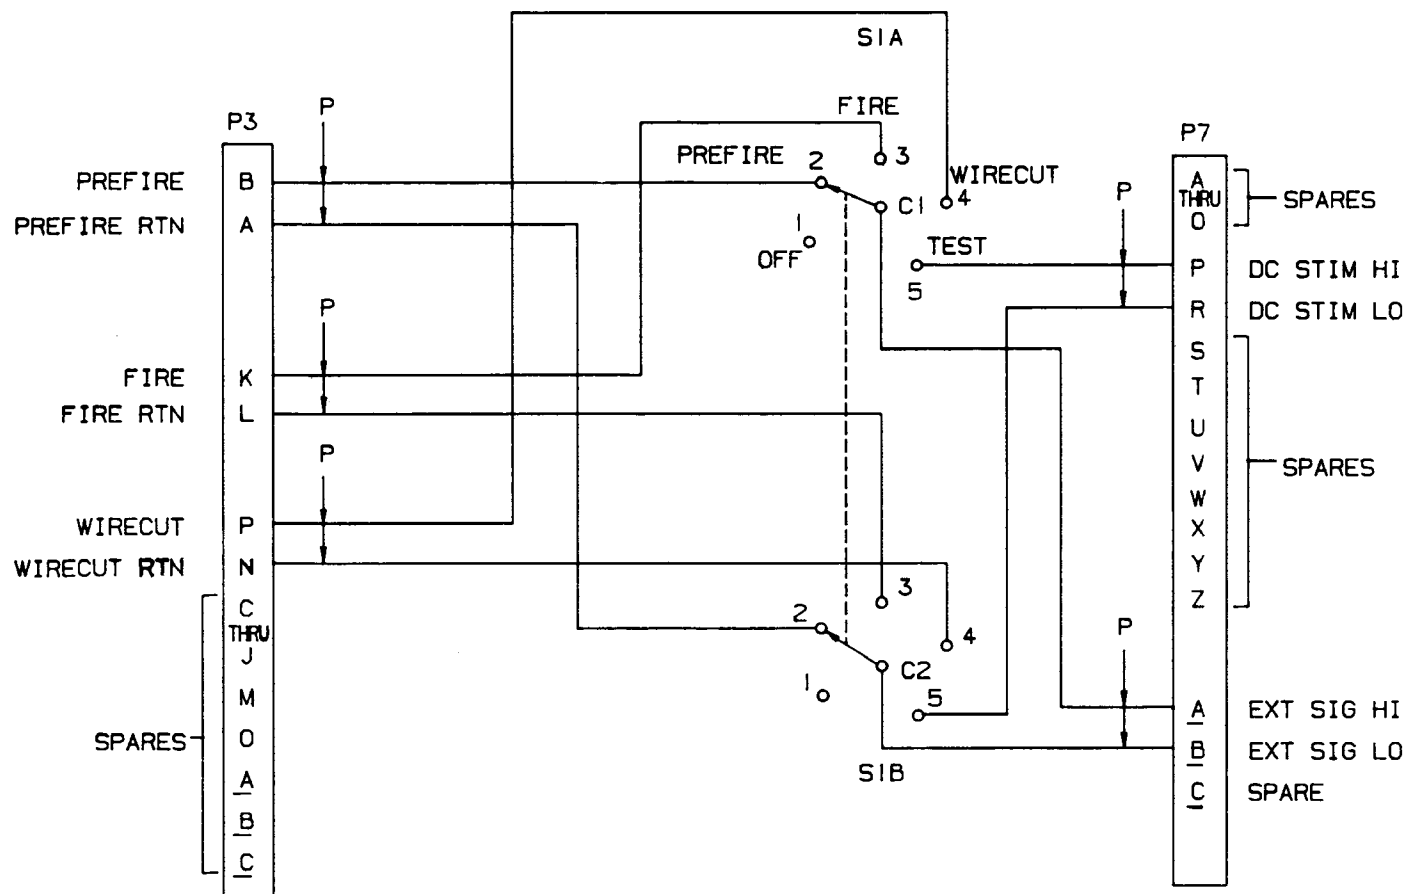 S1A
P
FIRE
P3
P7
PREFIRE
2
3
WIRECUT
4
A
THRU
O
SPARES
PREFIRE B
PREFIRE RTN A
C1
P
1
OFF
TEST
5
P DC STIM HI
R DC STIM LO
P
S
T
U
V
W
X
Y
Z
SPARES
FIRE K
FIRE RTN L
P
WIRECUT P
WIRECUT RTN N
C
THRU
J
M
O
A
B
C
SPARES
3
2
4
C2
1
5
S1B
P
A EXT SIG HI
B EXT SIG LO
C SPARE